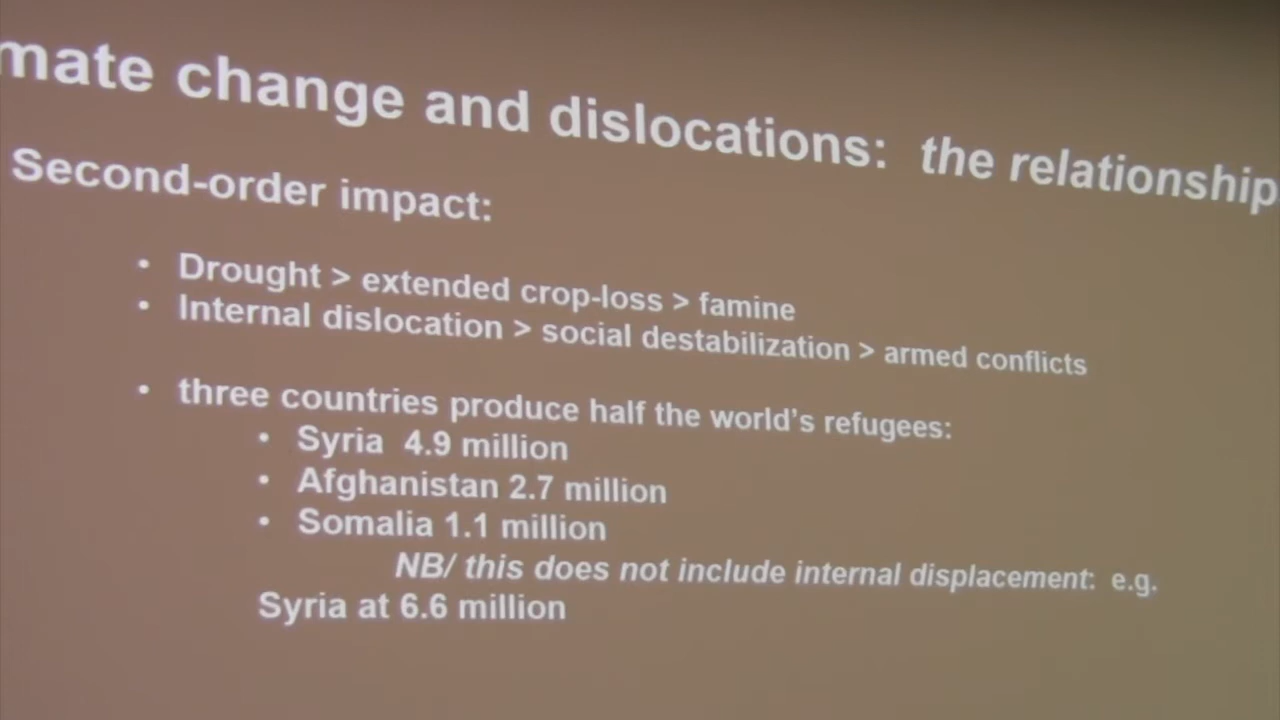 mate change and dislocations: the relationship
Second-order impact:
• Drought > extended crop-loss > famine
• Internal dislocation > social destabilization > armed conflicts
• three countries produce half the world's refugees:
• Syria 4.9 million
• Afghanistan 2.7 million
• Somalia 1.1 million
NB/ this does not include internal displacement: e.g.
Syria at 6.6 million